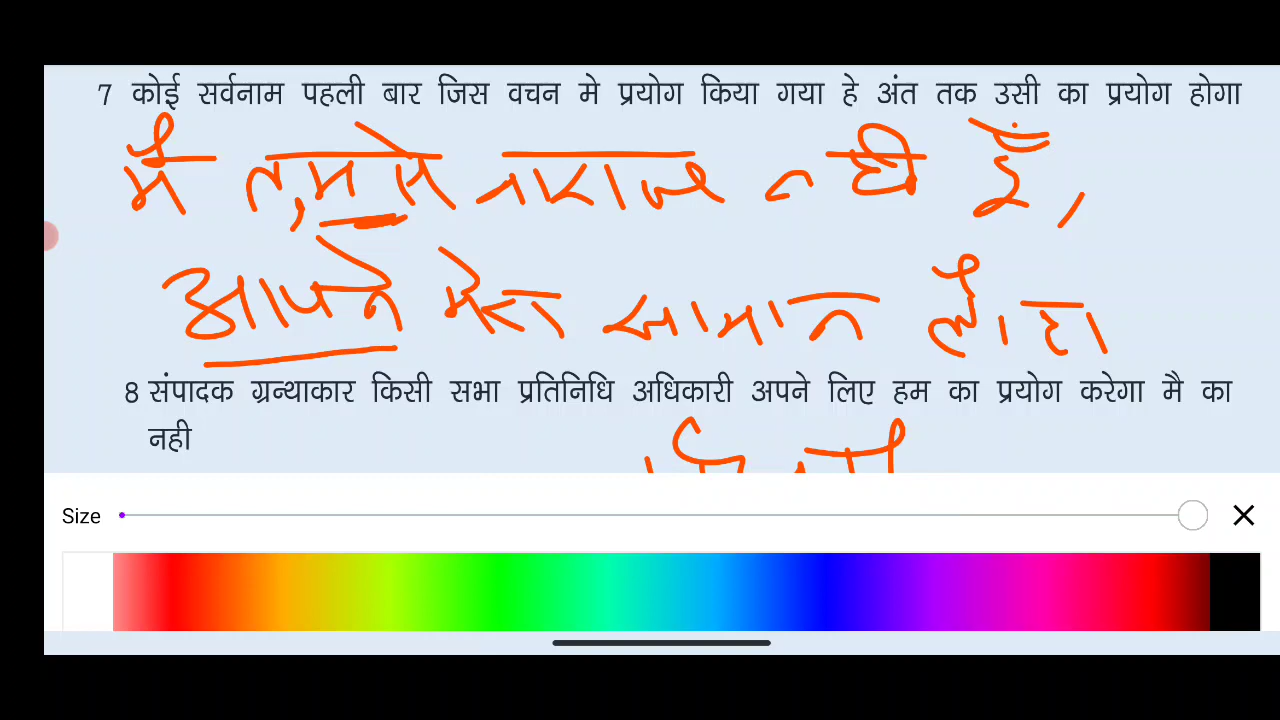 7 कोई सर्वनाम पहली बार जिस वचन मे प्रयोग किया गया हे अंत तक उसी का प्रयोग होगा
मै तुमसे नाराज नही हूँ,
आपने मेरा सामान लौटा
8 संपादक ग्रन्थाकार किसी सभा प्रतिनिधि अधिकारी अपने लिए हम का प्रयोग करेगा मै का
नही
Size